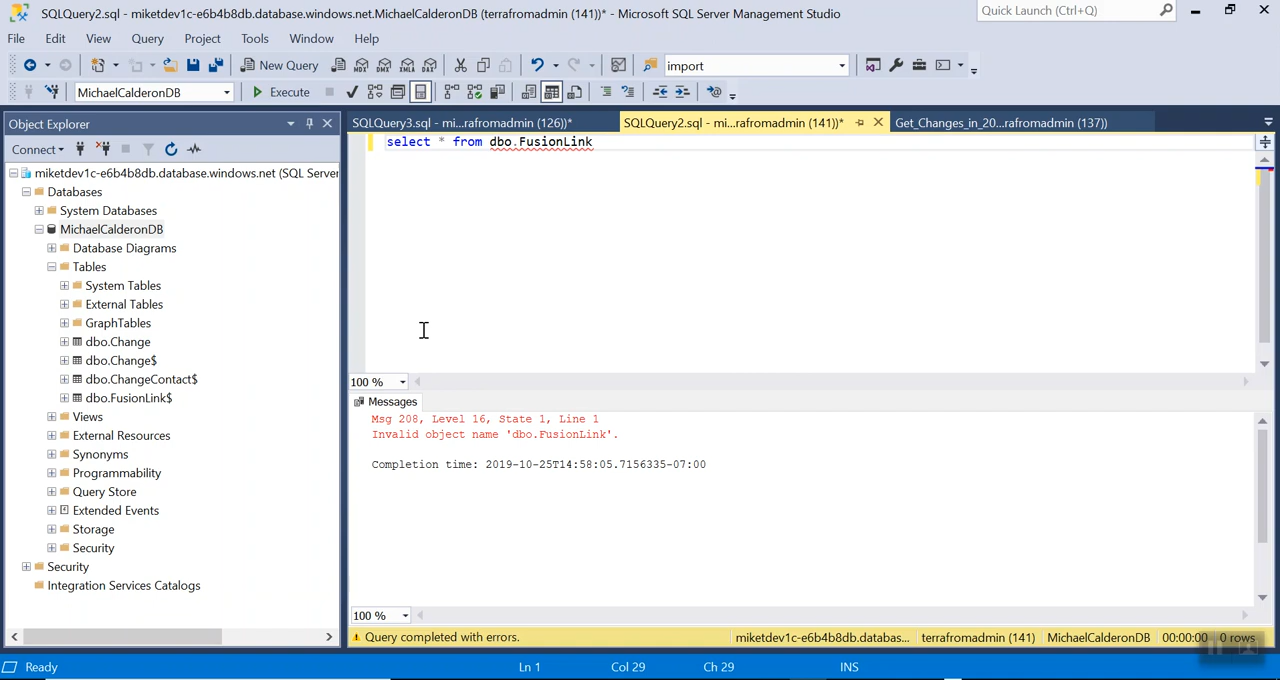 SQLQuery2.sql - miketdev1c-e6b4b8db.database.windows.net.MichaelCalderonDB (terrafromadmin (141))* - Microsoft SQL Server Management Studio
Quick Launch (Ctrl+Q)
File Edit View Query Project Tools Window Help
New Query
MDX DMX XMLA DAX
import
MichaelCalderonDB
Execute
Object Explorer
SQLQuery3.sql - mi...rafromadmin (126))*
SQLQuery2.sql - mi...rafromadmin (141))*
Get_Changes_in_20...rafromadmin (137))
Connect
select * from dbo.FusionLink
miketdev1c-e6b4b8db.database.windows.net (SQL Server
Databases
System Databases
MichaelCalderonDB
Database Diagrams
Tables
System Tables
External Tables
GraphTables
dbo.Change
dbo.Change$
dbo.ChangeContact$
dbo.FusionLink$
Views
External Resources
Synonyms
Programmability
Query Store
Extended Events
Storage
Security
Security
Integration Services Catalogs
100 %
Messages
Msg 208, Level 16, State 1, Line 1
Invalid object name 'dbo.FusionLink'.
Completion time: 2019-10-25T14:58:05.7156335-07:00
100 %
Query completed with errors.
miketdev1c-e6b4b8db.databas...
terrafromadmin (141)
MichaelCalderonDB
00:00:00
0 rows
Ready
Ln 1
Col 29
Ch 29
INS